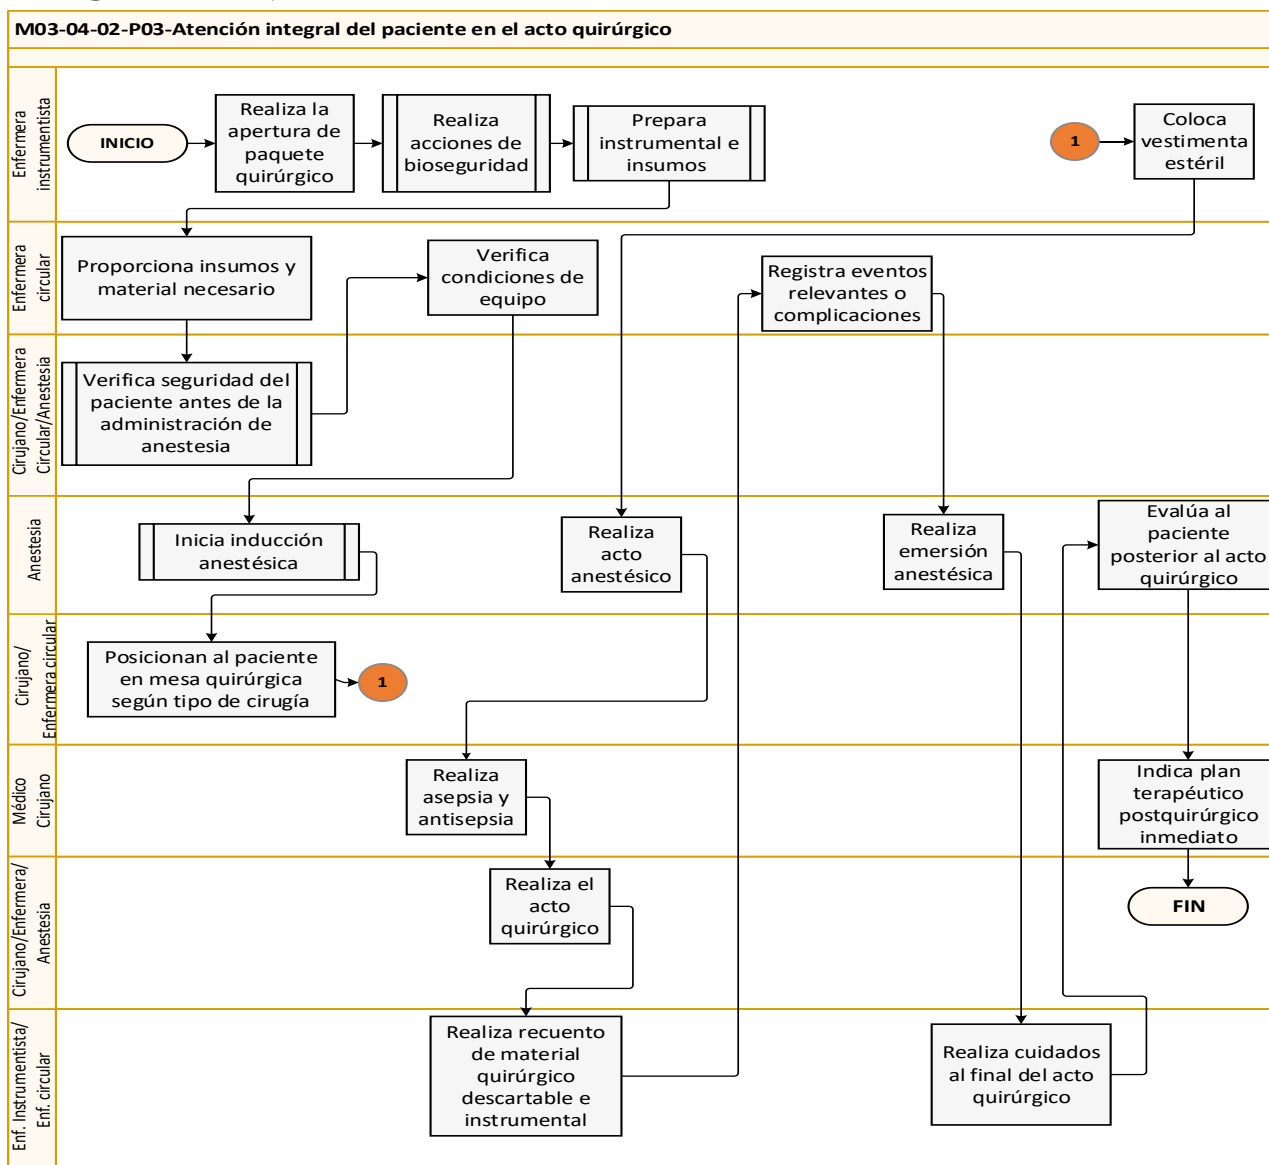 M03-04-02-P03-Atención integral del paciente en el acto quirúrgico
Enfermera
instrumentista
INICIO
Realiza la
apertura de
paquete
quirúrgico
Realiza
acciones de
bioseguridad
Prepara
instrumental e
insumos
1
Coloca
vestimenta
estéril
Enfermera
circular
Proporciona insumos y
material necesario
Verifica
condiciones de
equipo
Registra eventos
relevantes o
complicaciones
Cirujano/Enfermera
Circular/Anestesia
Verifica seguridad del
paciente antes de la
administración de
anestesia
Anestesia
Inicia inducción
anestésica
Realiza
acto
anestésico
Realiza
emersión
anestésica
Evalúa al
paciente
posterior al acto
quirúrgico
Cirujano/
Enfermera circular
Posicionan al paciente
en mesa quirúrgica
según tipo de cirugía
1
Médico
Cirujano
Realiza
asepsia y
antisepsia
Indica plan
terapéutico
postquirúrgico
inmediato
Cirujano/Enfermera/
Anestesia
Realiza el
acto
quirúrgico
FIN
Enf. Instrumentista/
Enf. circular
Realiza recuento
de material
quirúrgico
descartable e
instrumental
Realiza cuidados
al final del acto
quirúrgico